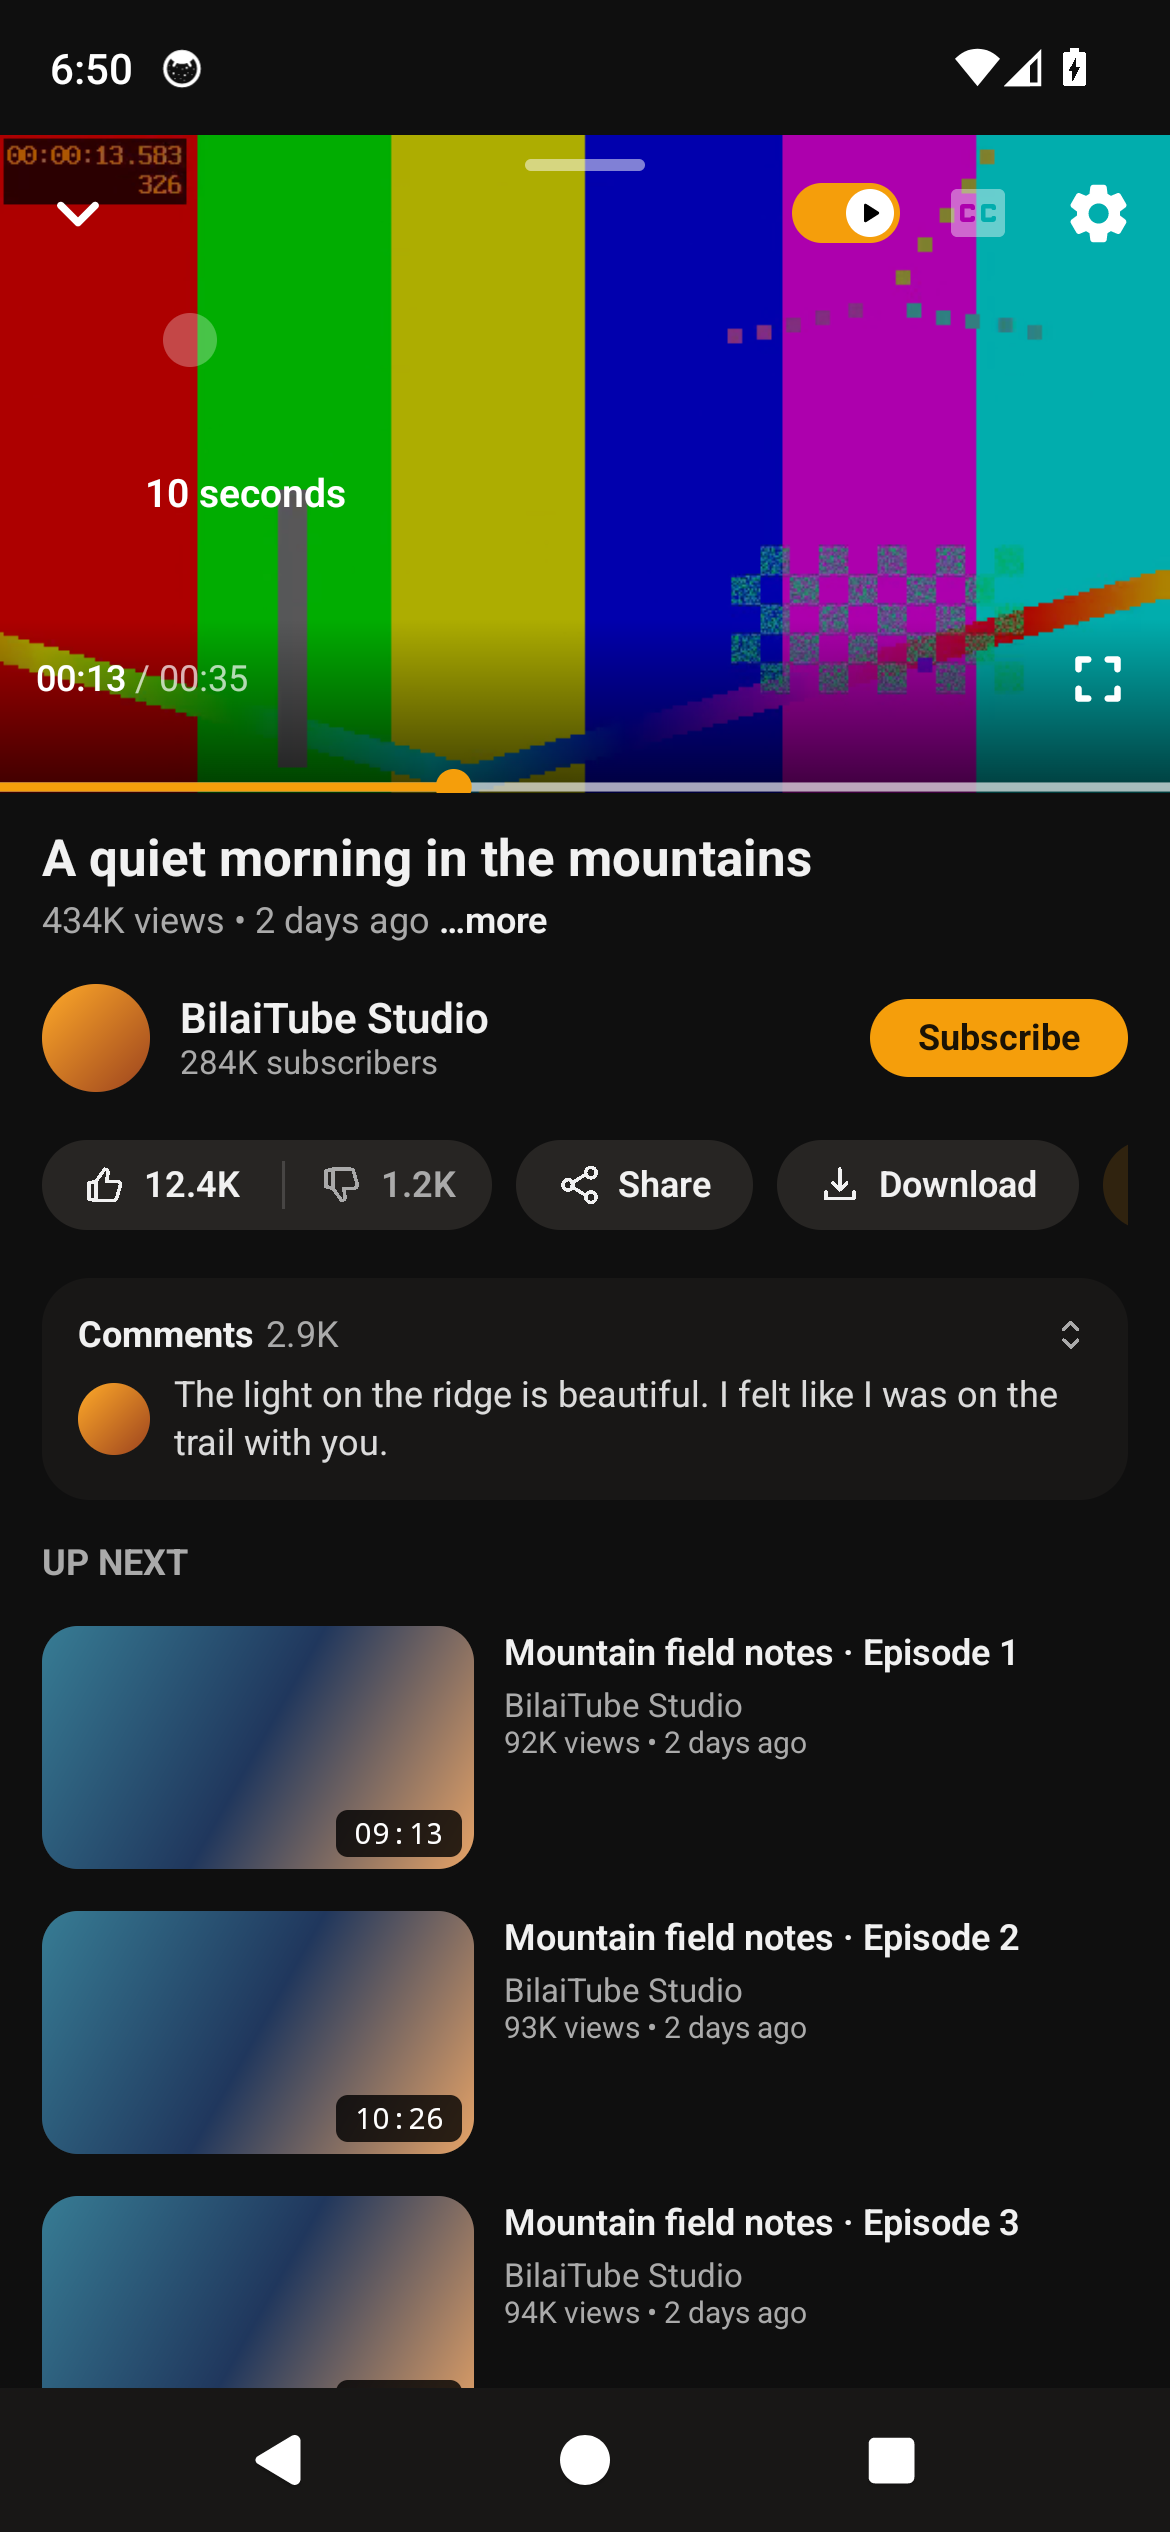 6:50
00:00:13.583
326
CC
10 seconds
00:13 / 00:35
A quiet morning in the mountains
434K views • 2 days ago ...more
BilaiTube Studio
284K subscribers
Subscribe
12.4K
1.2K
Share
Download
Comments 2.9K
The light on the ridge is beautiful. I felt like I was on the
trail with you.
UP NEXT
Mountain field notes · Episode 1
BilaiTube Studio
92K views • 2 days ago
09:13
Mountain field notes · Episode 2
BilaiTube Studio
93K views • 2 days ago
10:26
Mountain field notes · Episode 3
BilaiTube Studio
94K views • 2 days ago